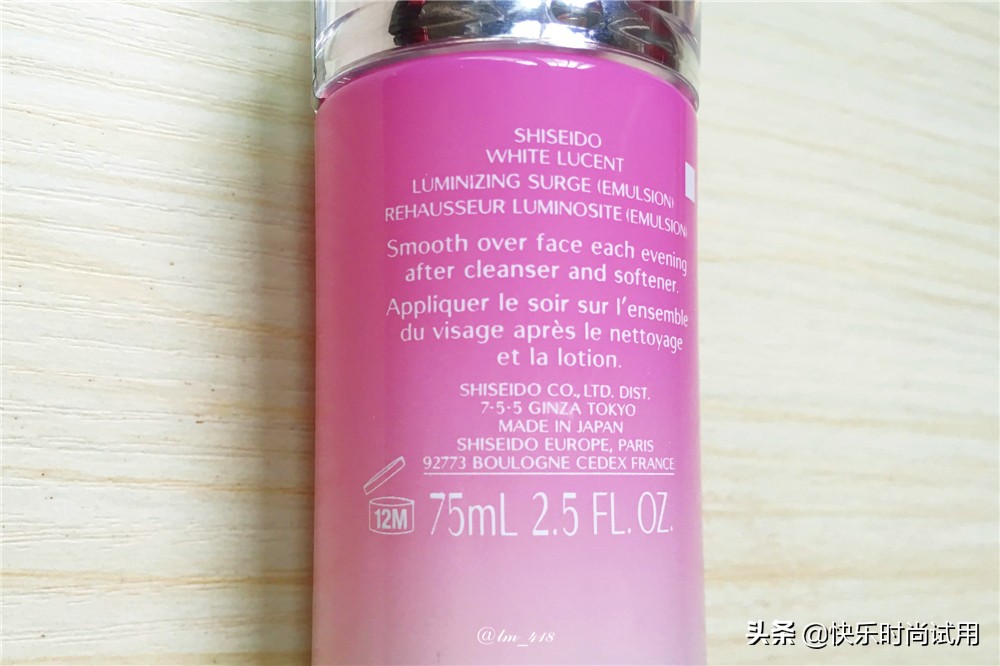 SHISEIDO
WHITE LUCENT
LUMINIZING SURGE (EMULSION)
REHAUSSEUR LUMINOSITE (EMULSION)
Smooth over face each evening
after cleanser and softener.
Appliquer le soir sur l'ensemble
du visage après le nettoyage
et la lotion.
SHISEIDO CO., LTD. DIST.
7-5-5 GINZA TOKYO
MADE IN JAPAN
SHISEIDO EUROPE, PARIS
92773 BOULOGNE CEDEX FRANCE
12M 75mL 2.5 FL. OZ.
@lm_418
头条 @快乐时尚试用